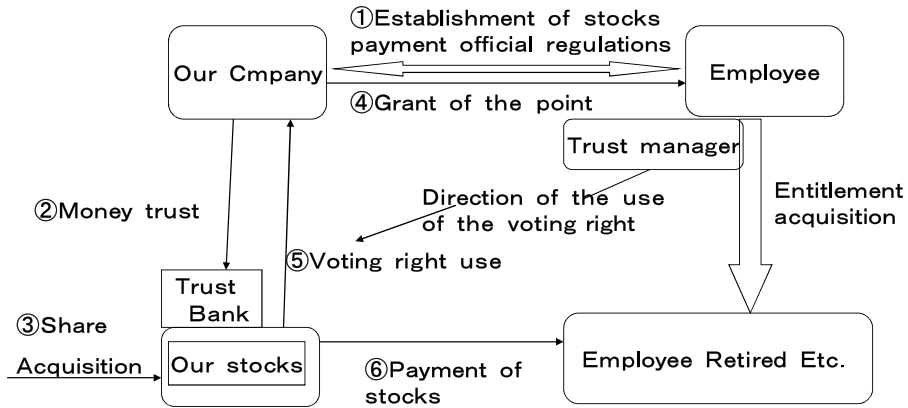 ①Establishment of stocks
payment official regulations
Our Cmpany
Employee
④Grant of the point
Trust manager
Direction of the use
of the voting right
Entitlement
acquisition
②Money trust
⑤Voting right use
Trust
Bank
③Share
Acquisition
Our stocks
Employee Retired Etc.
⑥Payment of
stocks